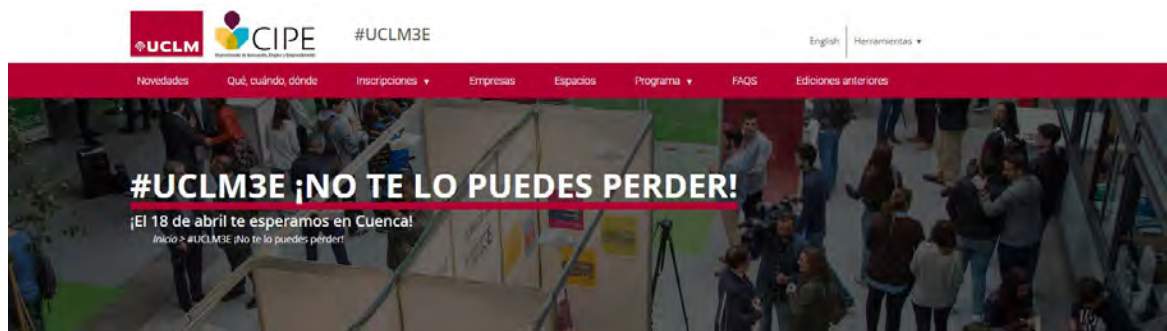 UCLM
CIPE
#UCLM3E
English
Herramientas
Novedades
Qué, cuándo, dónde
Inscripciones
Empresas
Espacios
Programa
FAQS
Ediciones anteriores
#UCLM3E ¡NO TE LO PUEDES PERDER!
¡El 18 de abril te esperamos en Cuenca!
Inicio > #UCLM3E ¡No te lo puedes perder!